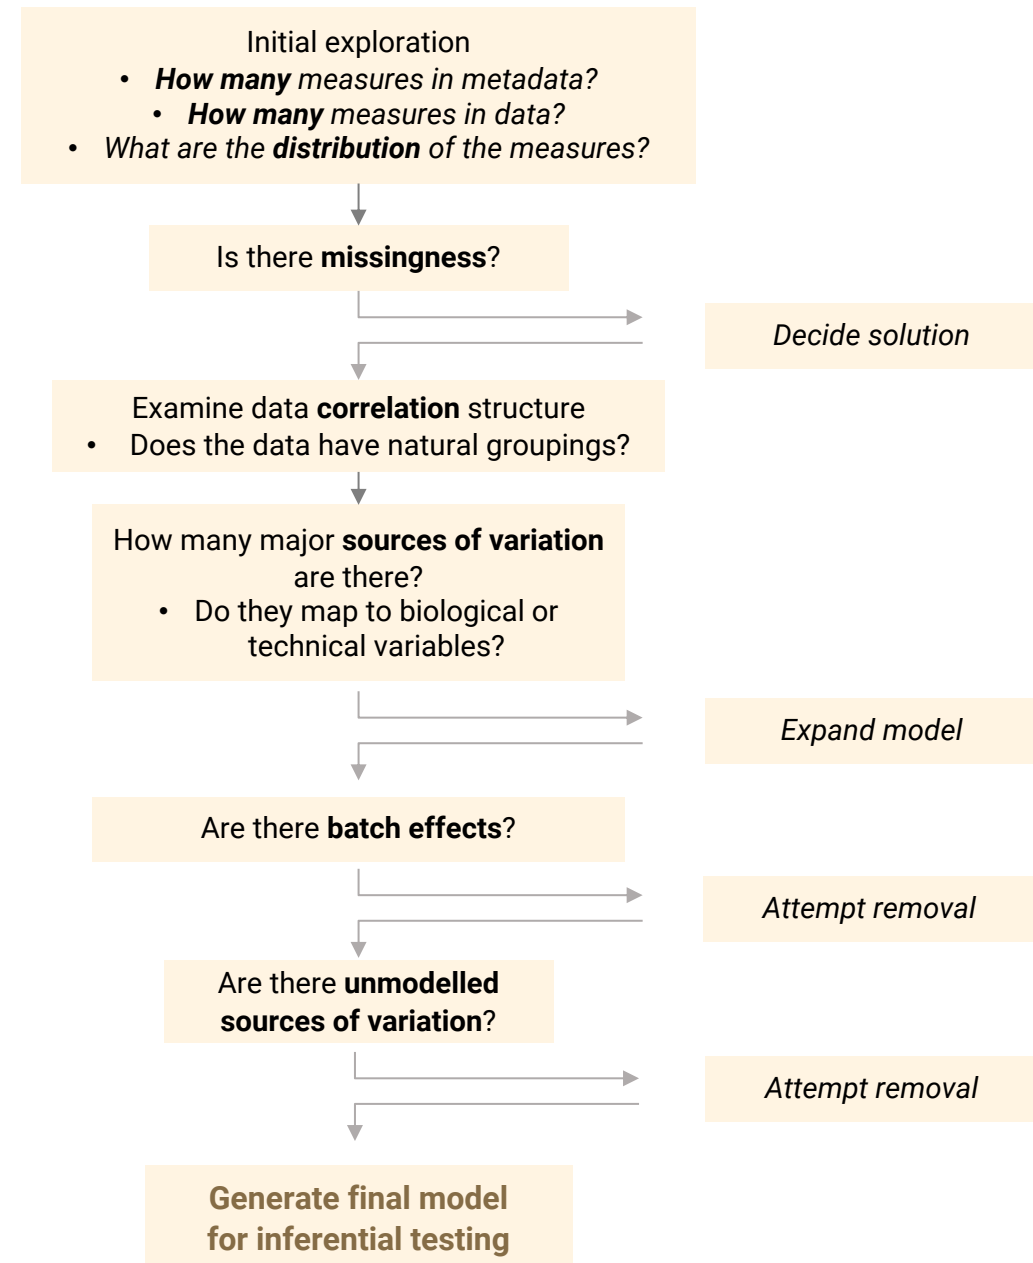 Initial exploration
• How many measures in metadata?
• How many measures in data?
• What are the distribution of the measures?
Is there missingness?
Decide solution
Examine data correlation structure
• Does the data have natural groupings?
How many major sources of variation
are there?
• Do they map to biological or
technical variables?
Expand model
Are there batch effects?
Attempt removal
Are there unmodelled
sources of variation?
Attempt removal
Generate final model
for inferential testing